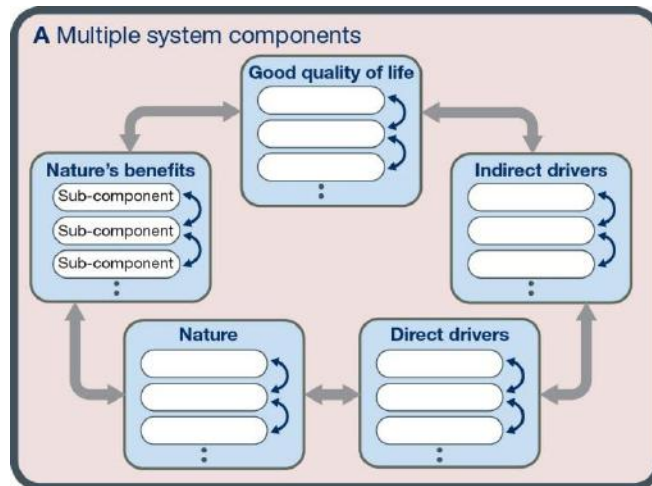 A Multiple system components
Good quality of life
Nature's benefits
Sub-component
Sub-component
Sub-component
Indirect drivers
Nature
Direct drivers